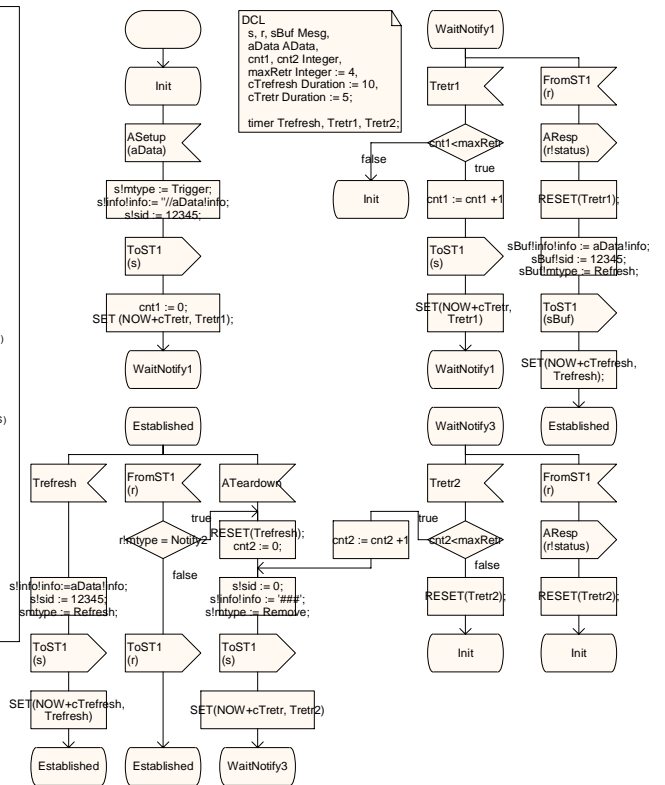 )
S)
Init
ASetup
(aData)
s!mtype := Trigger;
s!info!info:= "//aData!info;
s!sid := 12345;
ToST1
(s)
cnt1 := 0;
SET (NOW+cTretr, Tretr1);
WaitNotify1
DCL
s, r, sBuf Mesg,
aData AData,
cnt1, cnt2 Integer,
maxRetr Integer := 4,
cTrefresh Duration := 10,
cTretr Duration := 5;
timer Trefresh, Tretr1, Tretr2;
WaitNotify1
Tretr1
cnt1<maxRetr
false
true
Init
cnt1 := cnt1 +1
ToST1
(s)
SET(NOW+cTretr,
Tretr1)
WaitNotify1
FromST1
(r)
AResp
(r!status)
RESET(Tretr1);
sBuf!info!info := aData!info;
sBuf!sid := 12345;
sBuf!mtype := Refresh;
ToST1
(sBuf)
SET(NOW+cTrefresh,
Trefresh);
Established
Established
Trefresh
s!info!info:=aData!info;
s!sid := 12345;
smtype := Refresh;
ToST1
(s)
SET(NOW+cTrefresh,
Trefresh)
Established
FromST1
(r)
r!mtype = Notify2
true
false
ToST1
(r)
Established
ATeardown
RESET(Trefresh);
cnt2 := 0;
s!sid := 0;
s!info!info := '###';
s!mtype := Remove;
ToST1
(s)
SET(NOW+cTretr, Tretr2)
WaitNotify3
WaitNotify3
Tretr2
cnt2<maxRetr
true
false
cnt2 := cnt2 +1
RESET(Tretr2);
Init
FromST1
(r)
AResp
(r!status)
RESET(Tretr2);
Init